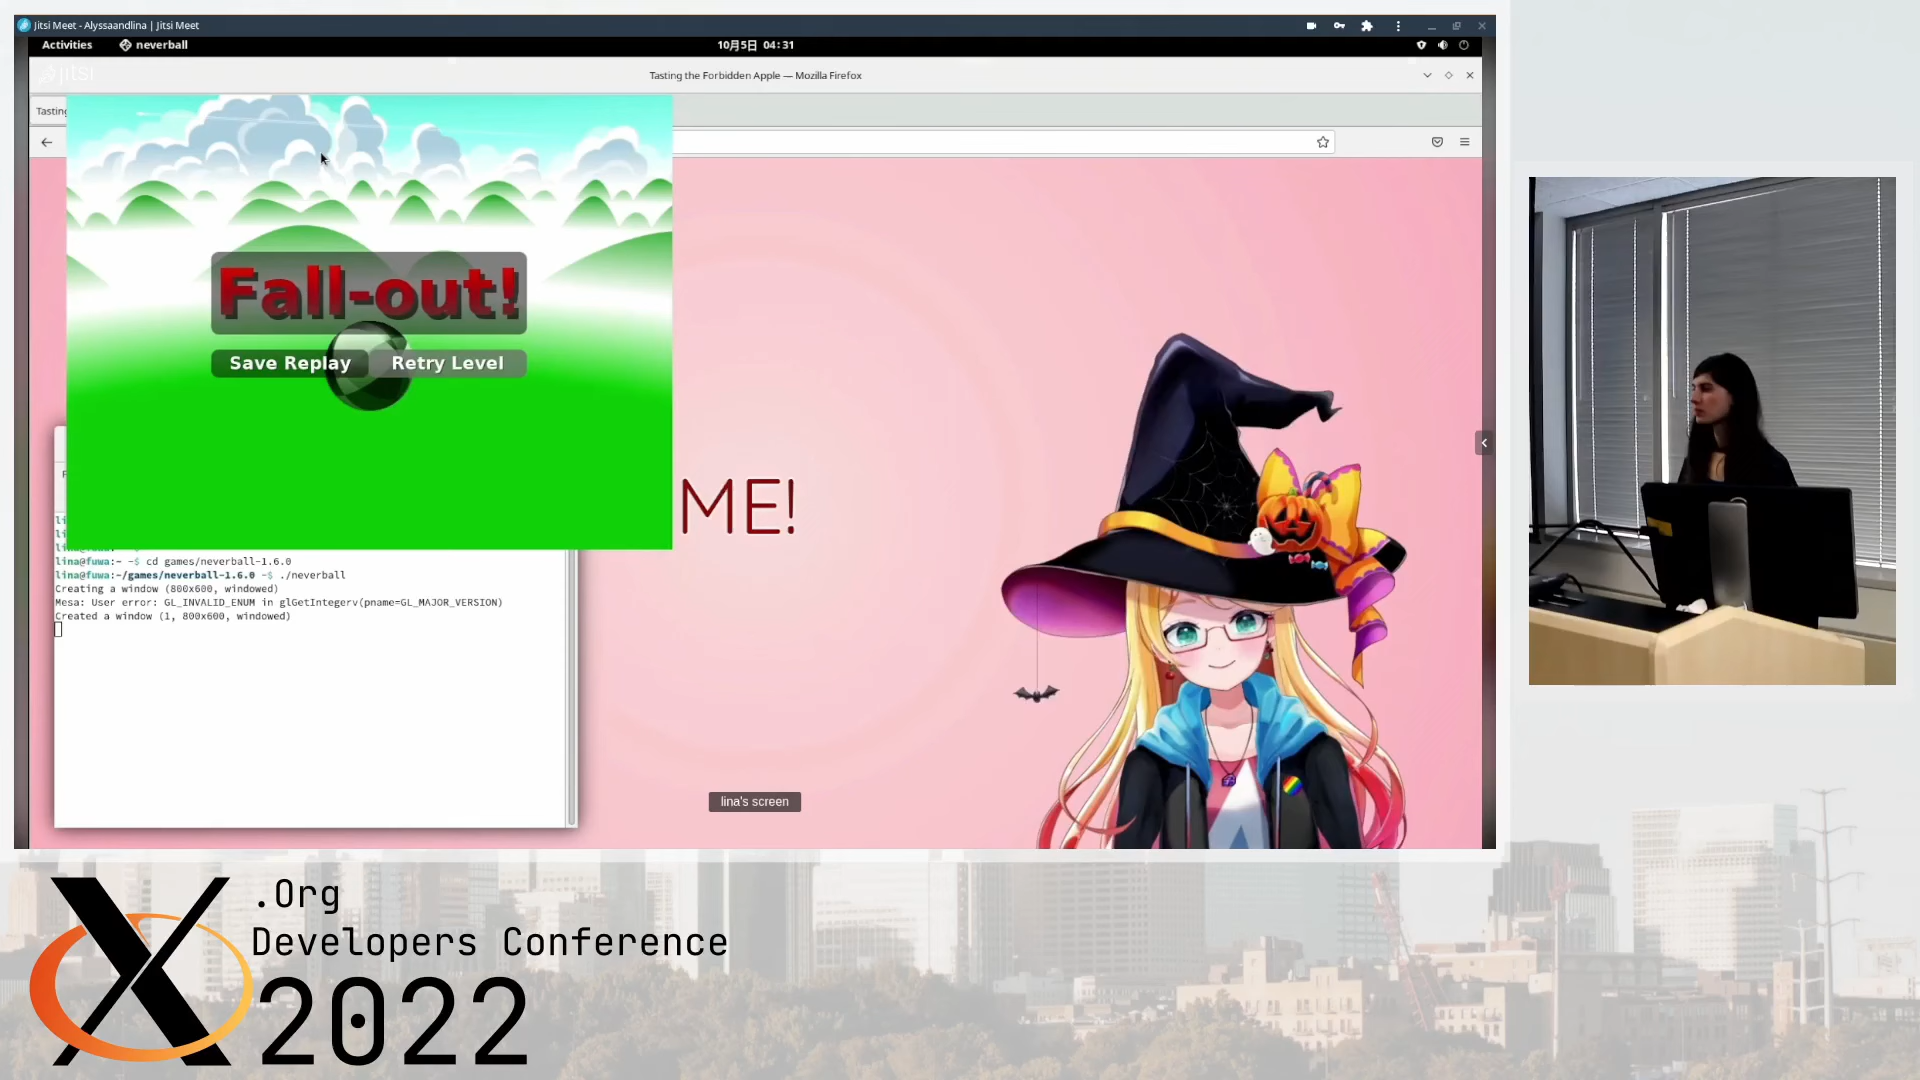 Jitsi Meet - Alyssaandlina | Jitsi Meet
Activities
neverball
10月5日 04:31
jitsi
Tasting the Forbidden Apple — Mozilla Firefox
Tasting
Fall-out!
Save Replay
Retry Level
ME!
lina@fuwa:~ ~$ cd games/neverball-1.6.0
lina@fuwa:~/games/neverball-1.6.0 ~$ ./neverball
Creating a window (800x600, windowed)
Mesa: User error: GL_INVALID_ENUM in glGetIntegerv(pname=GL_MAJOR_VERSION)
Created a window (1, 800x600, windowed)
lina's screen
X
.Org
Developers Conference
2022